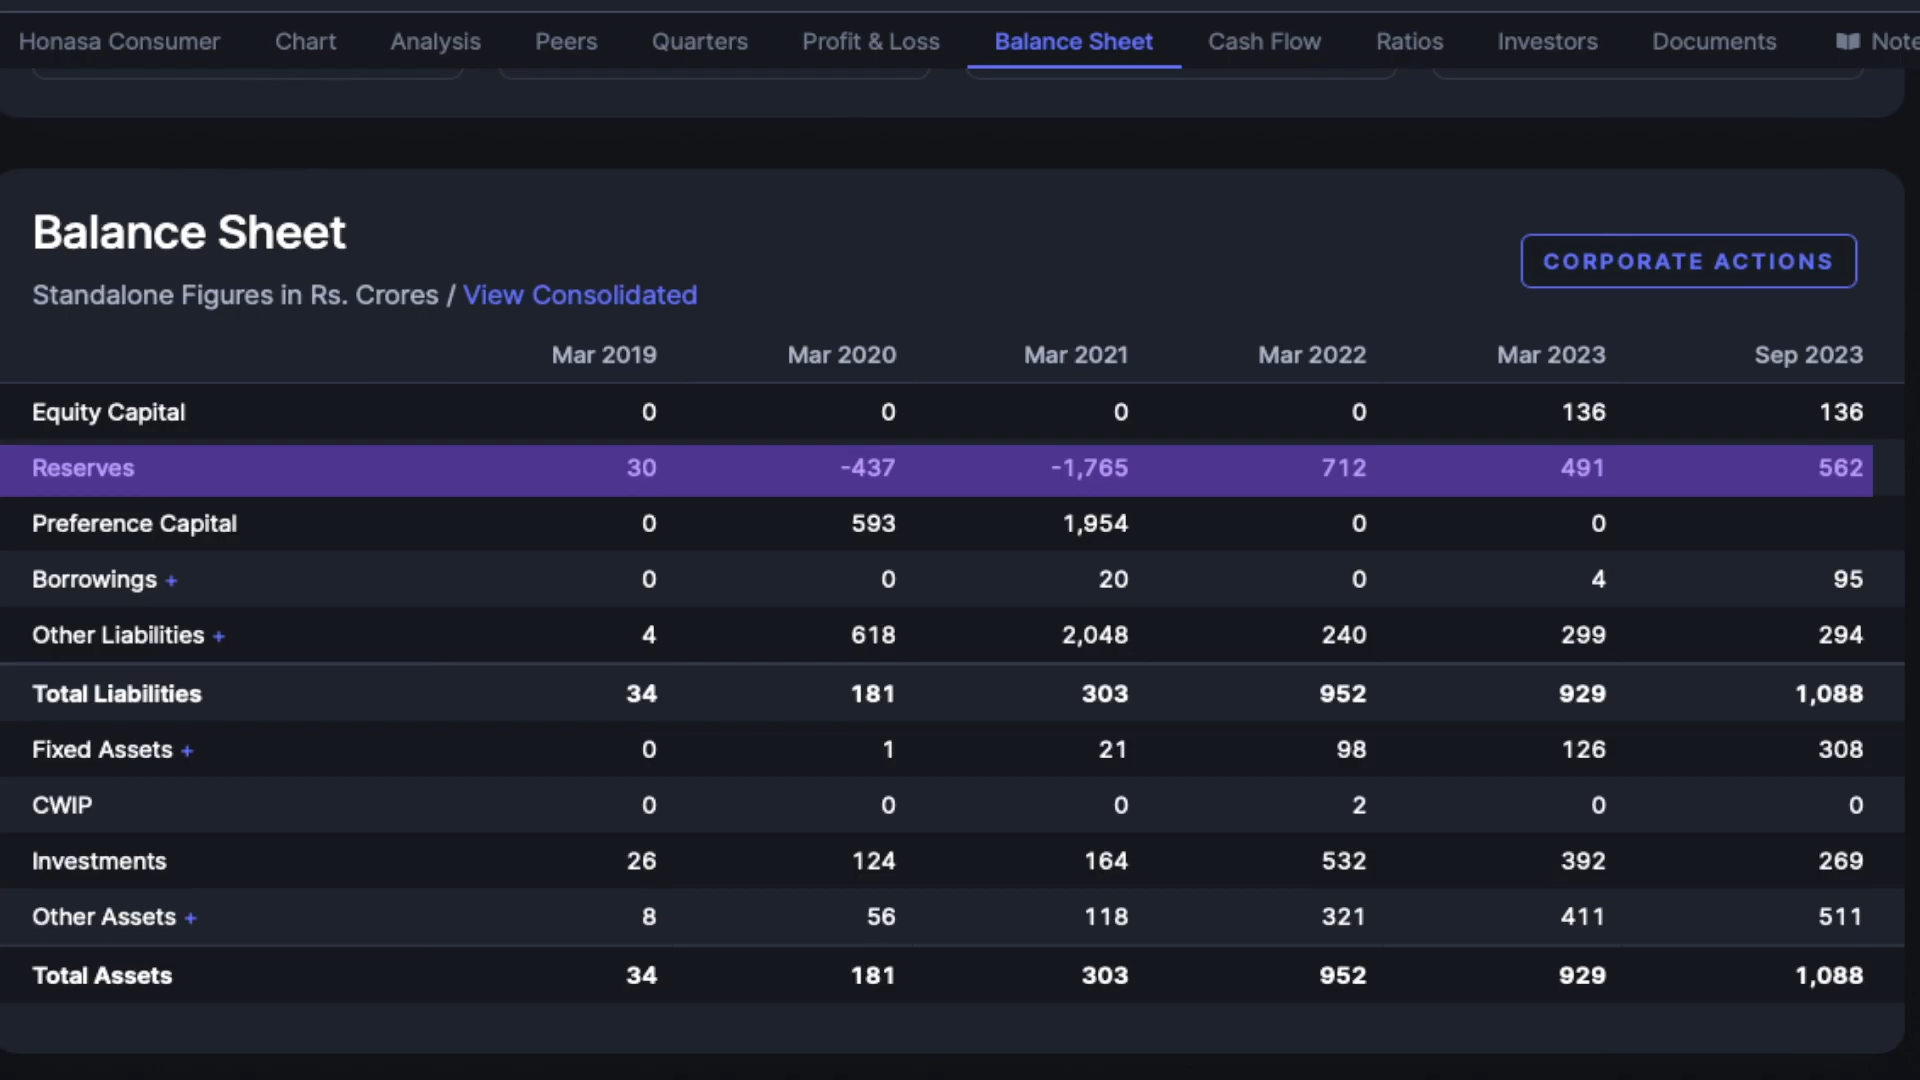 Honasa Consumer Chart Analysis Peers Quarters Profit & Loss Balance Sheet Cash Flow Ratios Investors Documents Note
Balance Sheet
CORPORATE ACTIONS
Standalone Figures in Rs. Crores / View Consolidated
Mar 2019 Mar 2020 Mar 2021 Mar 2022 Mar 2023 Sep 2023
Equity Capital 0 0 0 0 136 136
Reserves 30 -437 -1,765 712 491 562
Preference Capital 0 593 1,954 0 0
Borrowings + 0 0 20 0 4 95
Other Liabilities + 4 618 2,048 240 299 294
Total Liabilities 34 181 303 952 929 1,088
Fixed Assets + 0 1 21 98 126 308
CWIP 0 0 0 2 0 0
Investments 26 124 164 532 392 269
Other Assets + 8 56 118 321 411 511
Total Assets 34 181 303 952 929 1,088